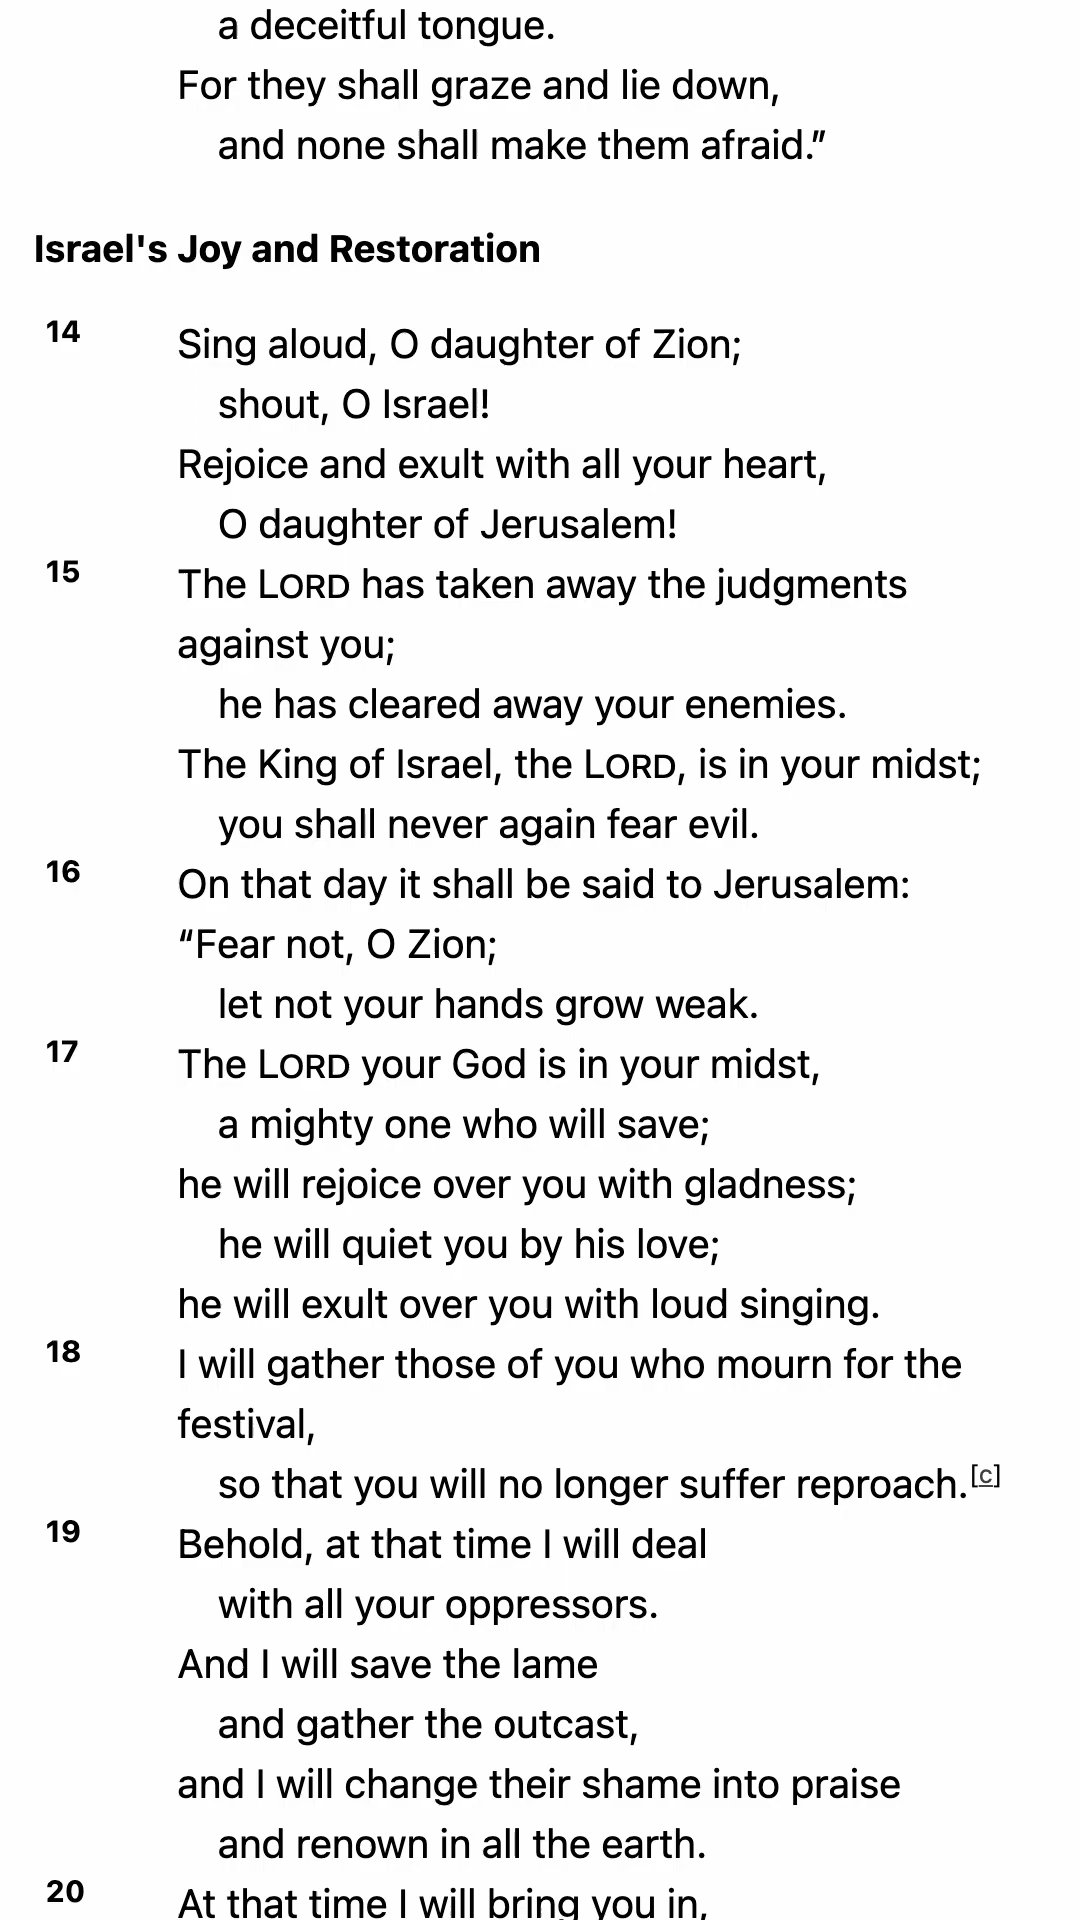 a deceitful tongue.
For they shall graze and lie down,
and none shall make them afraid.”
Israel's Joy and Restoration
14 Sing aloud, O daughter of Zion;
shout, O Israel!
Rejoice and exult with all your heart,
O daughter of Jerusalem!
15 The LORD has taken away the judgments
against you;
he has cleared away your enemies.
The King of Israel, the LORD, is in your midst;
you shall never again fear evil.
16 On that day it shall be said to Jerusalem:
“Fear not, O Zion;
let not your hands grow weak.
17 The LORD your God is in your midst,
a mighty one who will save;
he will rejoice over you with gladness;
he will quiet you by his love;
he will exult over you with loud singing.
18 I will gather those of you who mourn for the
festival,
so that you will no longer suffer reproach.[c]
19 Behold, at that time I will deal
with all your oppressors.
And I will save the lame
and gather the outcast,
and I will change their shame into praise
and renown in all the earth.
20 At that time I will bring you in,